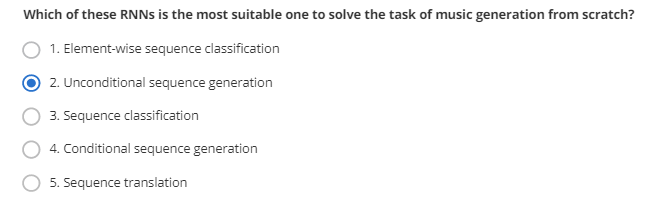 Which of these RNNs is the most suitable one to solve the task of music generation from scratch?
1. Element-wise sequence classification
2. Unconditional sequence generation
3. Sequence classification
4. Conditional sequence generation
5. Sequence translation